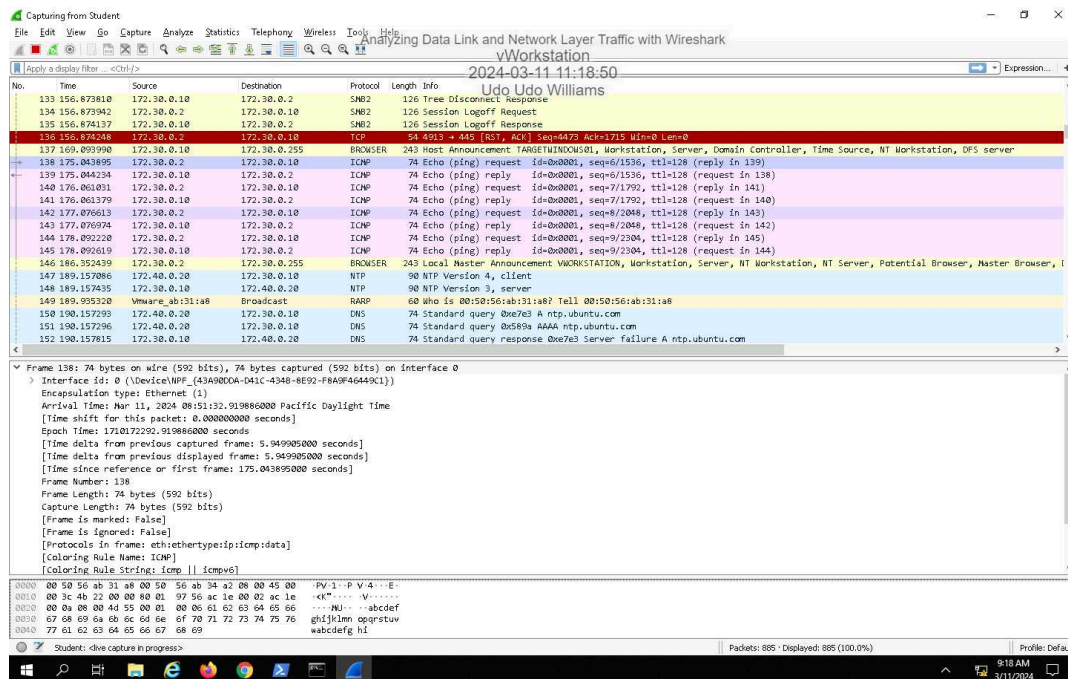 Capturing from Student
File Edit View Go Capture Analyze Statistics Telephony Wireless Tools Help
Analyzing Data Link and Network Layer Traffic with Wireshark
vWorkstation
2024-03-11 11:18:50
Udo Udo Williams
Apply a display filter ... <Ctrl-/>
Expression... +
No. Time Source Destination Protocol Length Info
133 156.873810 172.30.0.10 172.30.0.2 SMB2 126 Tree Disconnect Response
134 156.873942 172.30.0.2 172.30.0.10 SMB2 126 Session Logoff Request
135 156.874137 172.30.0.10 172.30.0.2 SMB2 126 Session Logoff Response
136 156.874248 172.30.0.2 172.30.0.10 TCP 54 4913 → 445 [RST, ACK] Seq=4473 Ack=1715 Win=0 Len=0
137 169.093990 172.30.0.10 172.30.0.255 BROWSER 243 Host Announcement TARGETWINDOWS01, Workstation, Server, Domain Controller, Time Source, NT Workstation, DFS server
138 175.043895 172.30.0.2 172.30.0.10 ICMP 74 Echo (ping) request id=0x0001, seq=6/1536, ttl=128 (reply in 139)
139 175.044234 172.30.0.10 172.30.0.2 ICMP 74 Echo (ping) reply id=0x0001, seq=6/1536, ttl=128 (request in 138)
140 176.061031 172.30.0.2 172.30.0.10 ICMP 74 Echo (ping) request id=0x0001, seq=7/1792, ttl=128 (reply in 141)
141 176.061379 172.30.0.10 172.30.0.2 ICMP 74 Echo (ping) reply id=0x0001, seq=7/1792, ttl=128 (request in 140)
142 177.076613 172.30.0.2 172.30.0.10 ICMP 74 Echo (ping) request id=0x0001, seq=8/2048, ttl=128 (reply in 143)
143 177.076974 172.30.0.10 172.30.0.2 ICMP 74 Echo (ping) reply id=0x0001, seq=8/2048, ttl=128 (request in 142)
144 178.092220 172.30.0.2 172.30.0.10 ICMP 74 Echo (ping) request id=0x0001, seq=9/2304, ttl=128 (reply in 145)
145 178.092619 172.30.0.10 172.30.0.2 ICMP 74 Echo (ping) reply id=0x0001, seq=9/2304, ttl=128 (request in 144)
146 186.352439 172.30.0.2 172.30.0.255 BROWSER 243 Local Master Announcement VWORKSTATION, Workstation, Server, NT Workstation, NT Server, Potential Browser, Master Browser,
147 189.157086 172.40.0.20 172.30.0.10 NTP 90 NTP Version 4, client
148 189.157435 172.30.0.10 172.40.0.20 NTP 90 NTP Version 3, server
149 189.935320 Vmware_ab:31:a8 Broadcast RARP 60 Who is 00:50:56:ab:31:a8? Tell 00:50:56:ab:31:a8
150 190.157293 172.40.0.20 172.30.0.10 DNS 74 Standard query 0xe7e3 A ntp.ubuntu.com
151 190.157296 172.40.0.20 172.30.0.10 DNS 74 Standard query 0x589a AAAA ntp.ubuntu.com
152 190.157815 172.30.0.10 172.40.0.20 DNS 74 Standard query response 0xe7e3 Server failure A ntp.ubuntu.com
Frame 138: 74 bytes on wire (592 bits), 74 bytes captured (592 bits) on interface 0
Interface id: 0 (\Device\NPF_{43A90DDA-D41C-4348-8E92-F8A9F46449C1})
Encapsulation type: Ethernet (1)
Arrival Time: Mar 11, 2024 08:51:32.919886000 Pacific Daylight Time
[Time shift for this packet: 0.000000000 seconds]
Epoch Time: 1710172292.919886000 seconds
[Time delta from previous captured frame: 5.949905000 seconds]
[Time delta from previous displayed frame: 5.949905000 seconds]
[Time since reference or first frame: 175.043895000 seconds]
Frame Number: 138
Frame Length: 74 bytes (592 bits)
Capture Length: 74 bytes (592 bits)
[Frame is marked: False]
[Frame is ignored: False]
[Protocols in frame: eth:ethertype:ip:icmp:data]
[Coloring Rule Name: ICMP]
[Coloring Rule String: icmp || icmpv6]
0000 00 50 56 ab 31 a8 00 50 56 ab 34 a2 08 00 45 00 ·PV·1··P V·4···E·
0010 00 3c 4b 22 00 00 80 01 97 56 ac 1e 00 02 ac 1e ·<K"···· ·V······
0020 00 0a 08 00 4d 55 00 01 00 06 61 62 63 64 65 66 ····MU·· ··abcdef
0030 67 68 69 6a 6b 6c 6d 6e 6f 70 71 72 73 74 75 76 ghijklmn opqrstuv
0040 77 61 62 63 64 65 66 67 68 69 wabcdefg hi
Student: <live capture in progress> Packets: 885 · Displayed: 885 (100.0%) Profile: Defau
9:18 AM
3/11/2024